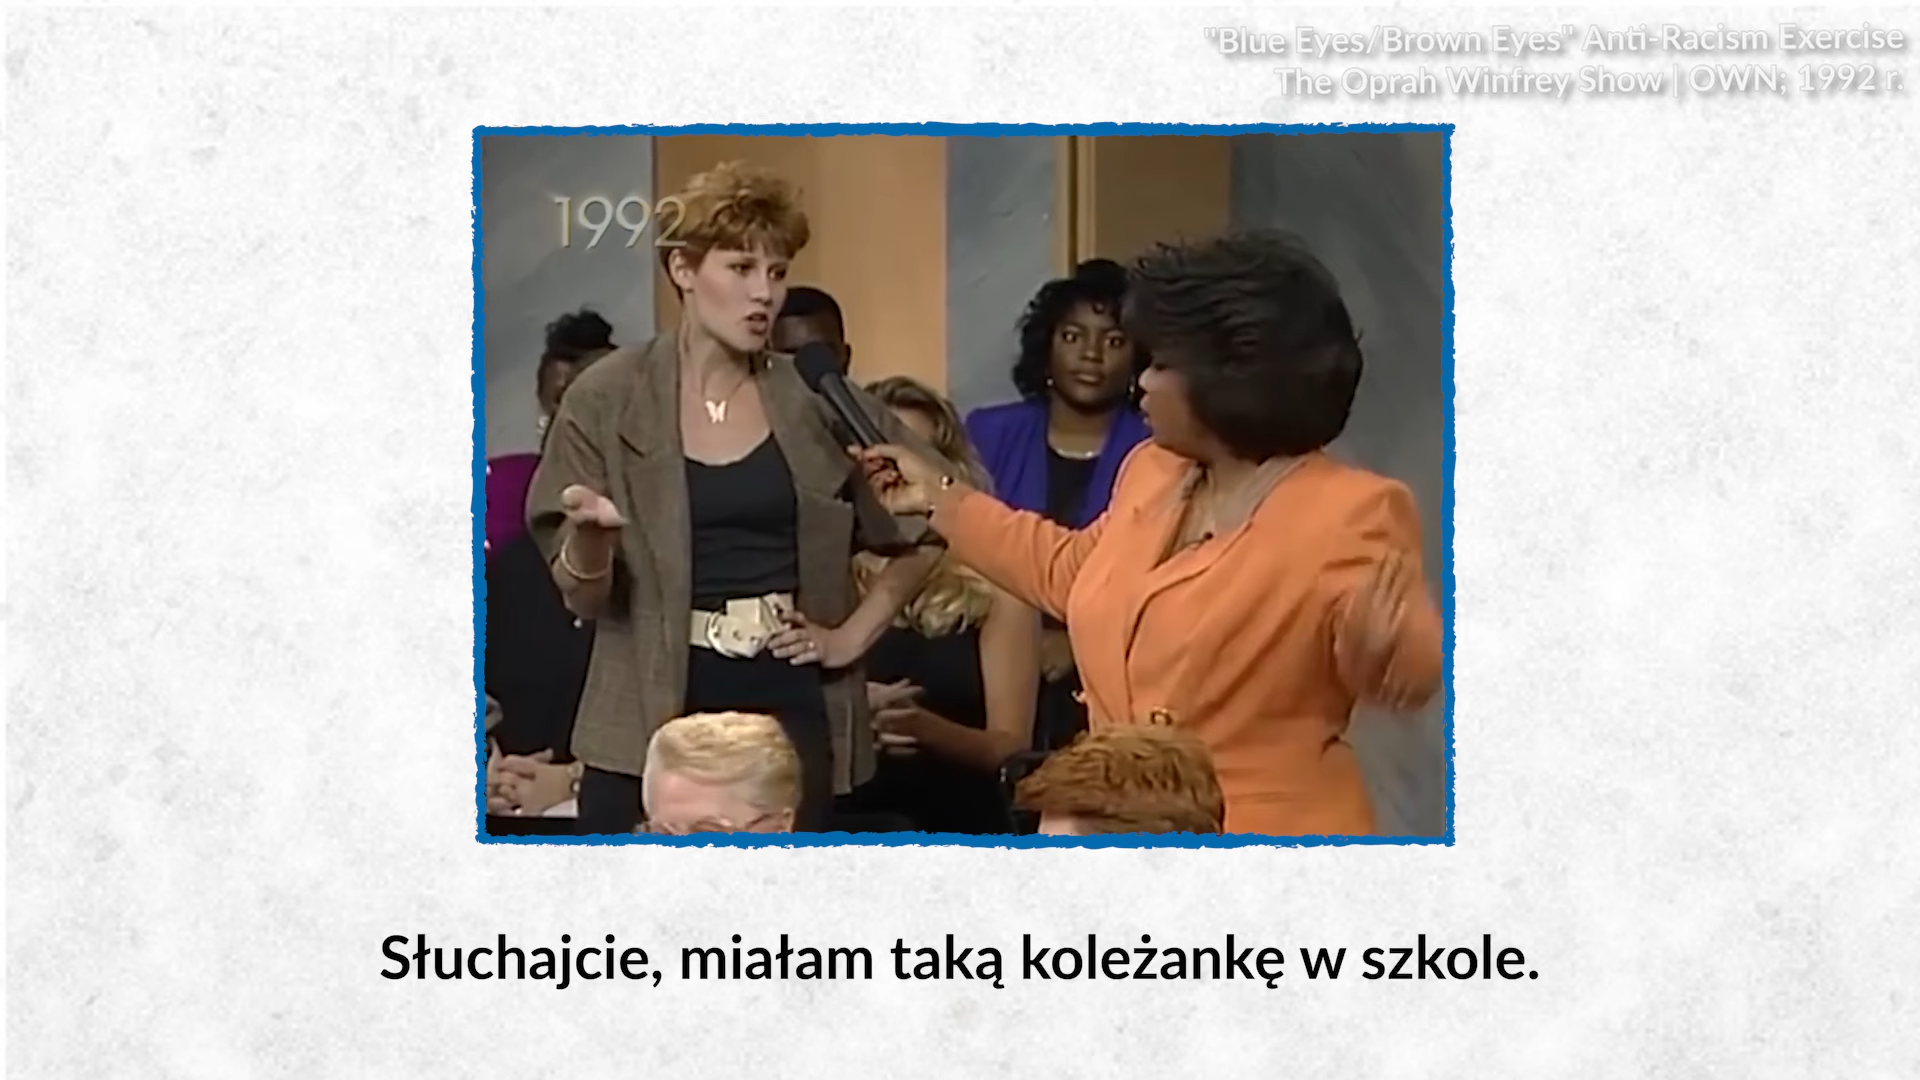 "Blue Eyes/Brown Eyes" Anti-Racism Exercise
The Oprah Winfrey Show | OWN; 1992 r.
1992
Słuchajcie, miałam taką koleżankę w szkole.